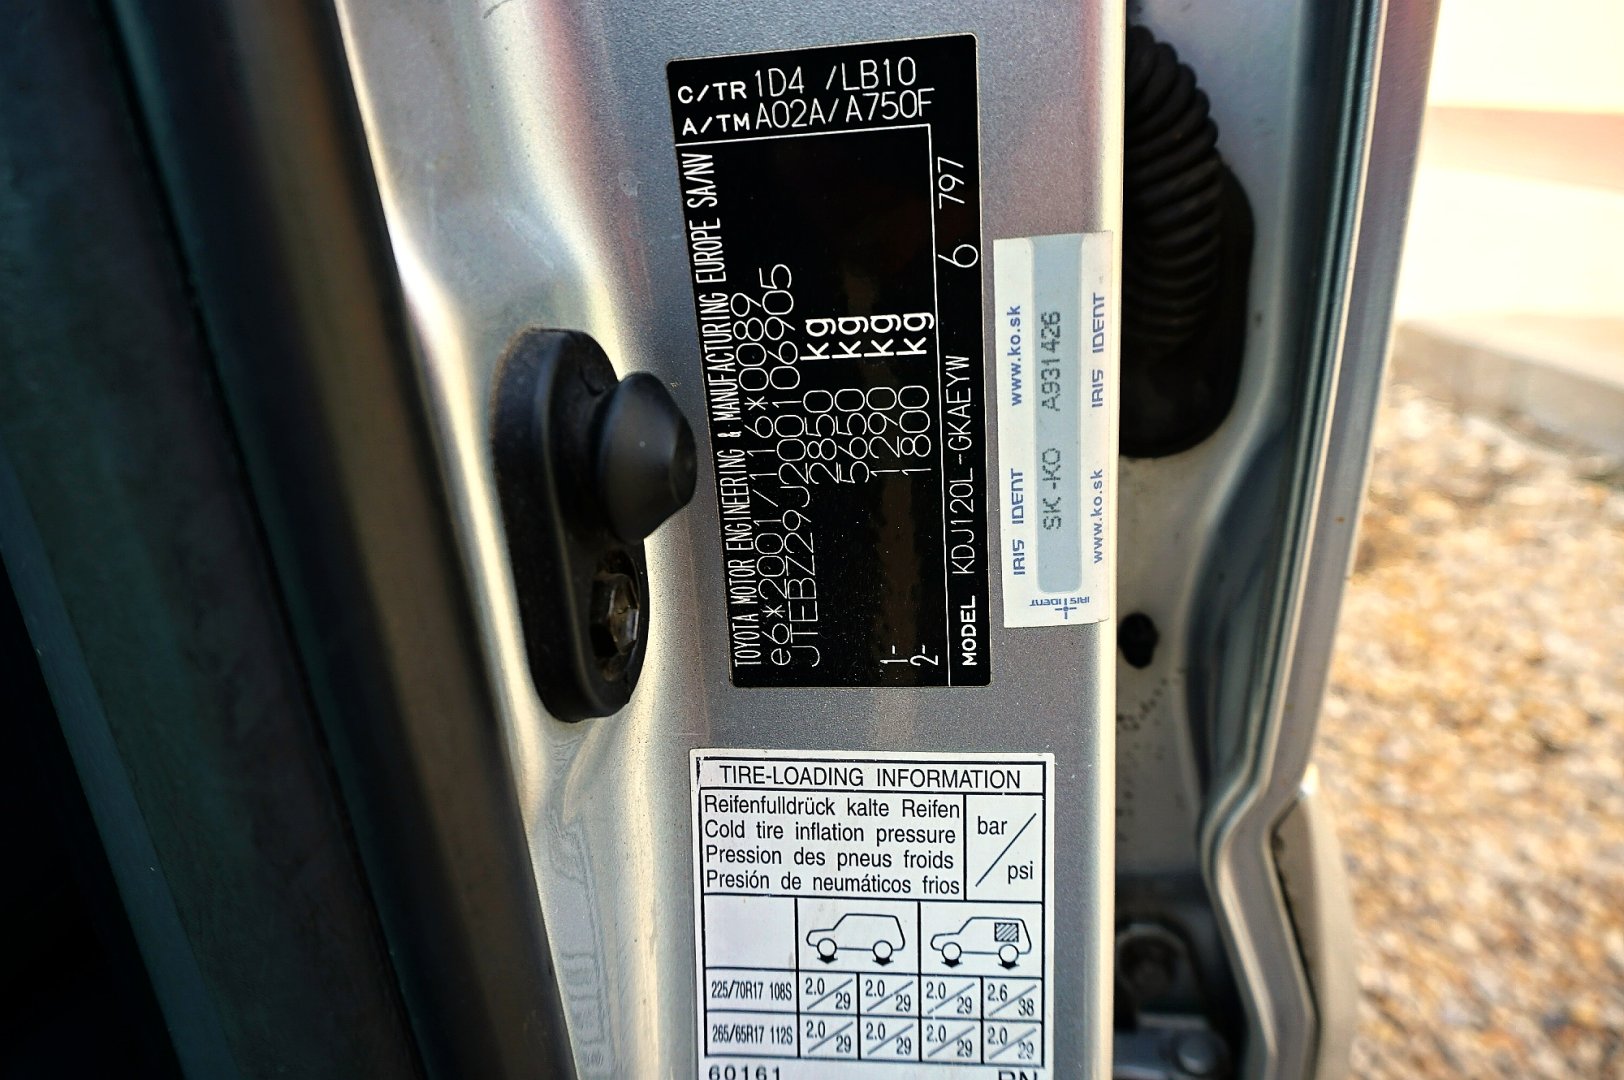 C/TR 1D4 /LB10
A/TM A02A/A750F
TOYOTA MOTOR ENGINEERING & MANUFACTURING EUROPE SA/NV
e6*2001/116*0089
JTEBZ29J200106905
2850 kg
5650 kg
1- 1290 kg
2- 1800 kg
MODEL KDJ120L-GKAEYW 6 797
IRIS IDENT www.ko.sk
SK-KO A931426
www.ko.sk IRIS IDENT
IRIS IDENT
TIRE-LOADING INFORMATION
Reifenfülldrück kalte Reifen
Cold tire inflation pressure
Pression des pneus froids
Presión de neumáticos frios
bar/psi
225/70R17 108S 2.0/29 2.0/29 2.0/29 2.6/38
265/65R17 112S 2.0/29 2.0/29 2.0/29 2.0/29
60161 RN